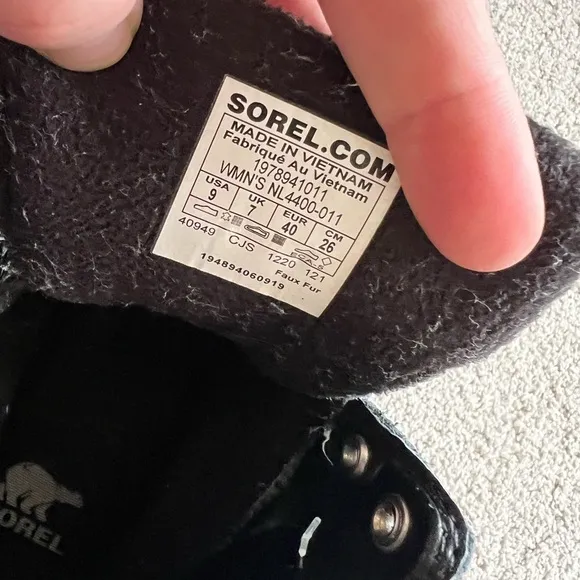 SOREL.COM
MADE IN VIETNAM
Fabriqué Au Vietnam
1978941011
WMN'S NL4400-011
USA UK EUR CM
9 7 40 26
40949 CJS 1220 121
194894060919 Faux Fur
SOREL